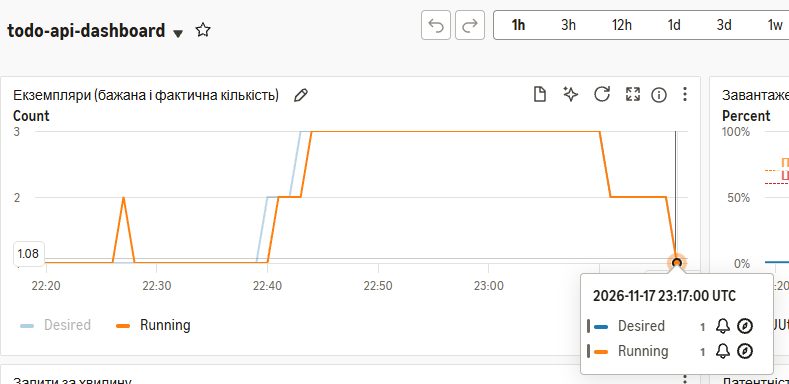 todo-api-dashboard
1h 3h 12h 1d 3d 1w
Екземпляри (бажана і фактична кількість)
Count
3
2
1.08
22:20 22:30 22:40 22:50 23:00
Desired Running
2026-11-17 23:17:00 UTC
Desired 1
Running 1
Завантаже
Percent
100%
50%
0%
:20
Запити за хвилину
Латентніст